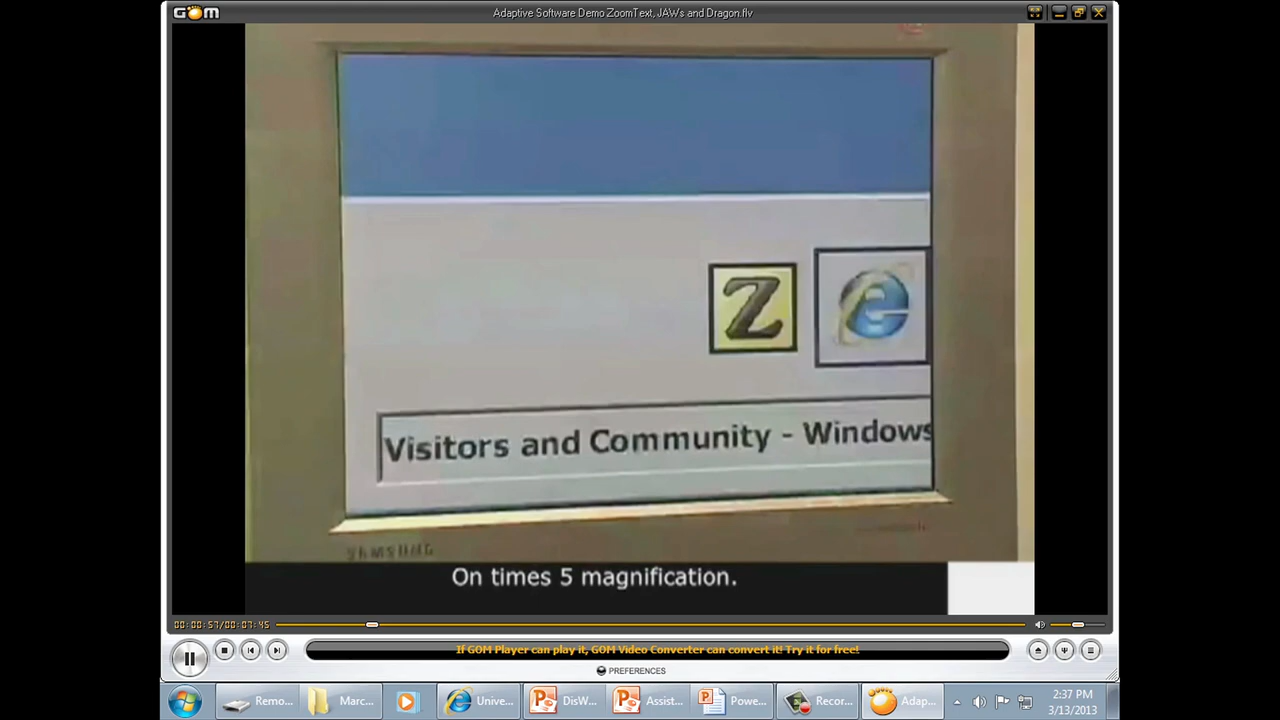 GOM
Adaptive Software Demo ZoomText, JAWs and Dragon.flv
Z
Visitors and Community - Windows
SAMSUNG
On times 5 magnification.
00:00:57/00:07:45
If GOM Player can play it, GOM Video Converter can convert it! Try it for free!
PREFERENCES
Remo...
Marc...
Unive...
DisW...
Assist...
Powe...
Recor...
Adap...
2:37 PM
3/13/2013